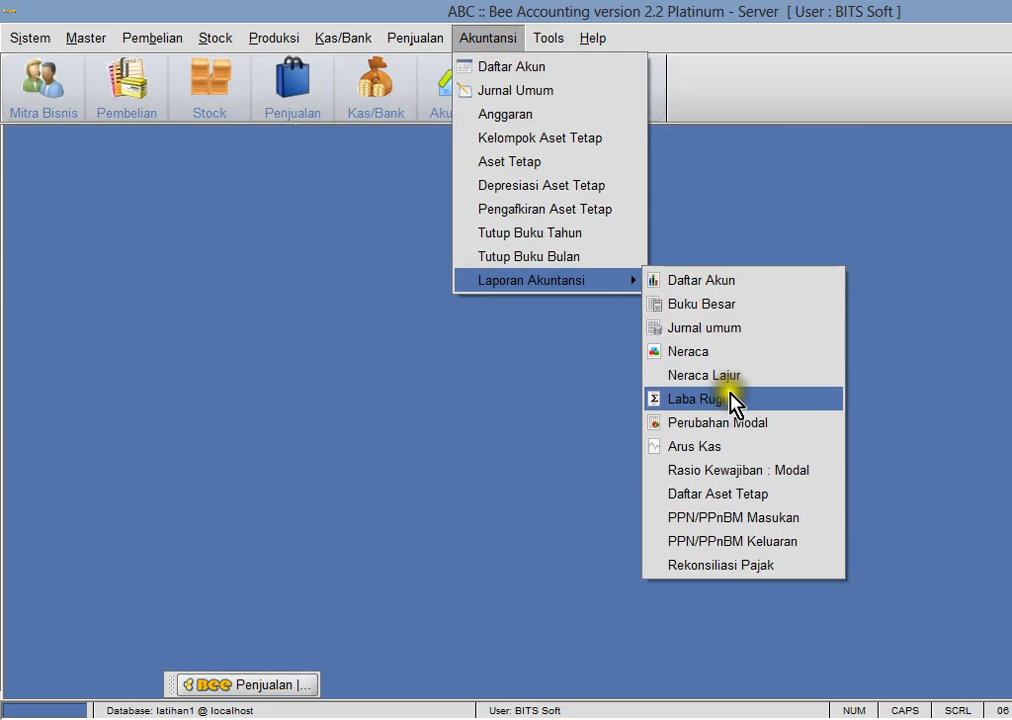 ABC :: Bee Accounting version 2.2 Platinum - Server [ User : BITS Soft ]
Sistem Master Pembelian Stock Produksi Kas/Bank Penjualan Akuntansi Tools Help
Mitra Bisnis Pembelian Stock Penjualan Kas/Bank Aku
Daftar Akun
Jurnal Umum
Anggaran
Kelompok Aset Tetap
Aset Tetap
Depresiasi Aset Tetap
Pengafkiran Aset Tetap
Tutup Buku Tahun
Tutup Buku Bulan
Laporan Akuntansi
Daftar Akun
Buku Besar
Jurnal umum
Neraca
Neraca Lajur
Laba Rugi
Perubahan Modal
Arus Kas
Rasio Kewajiban : Modal
Daftar Aset Tetap
PPN/PPnBM Masukan
PPN/PPnBM Keluaran
Rekonsiliasi Pajak
Bee Penjualan |...
Database: latihan1 @ localhost User: BITS Soft NUM CAPS SCRL 06